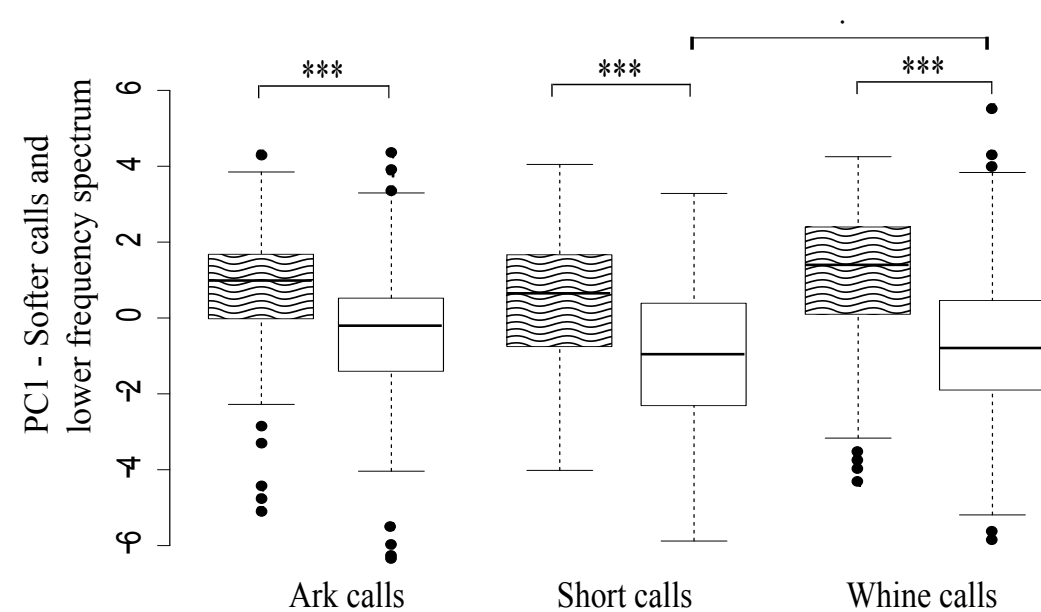 .
***
***
***
PC1 - Softer calls and
lower frequency spectrum
6
4
2
0
-2
-4
-6
Ark calls
Short calls
Whine calls